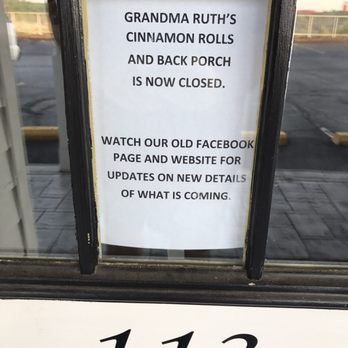 GRANDMA RUTH'S
CINNAMON ROLLS
AND BACK PORCH
IS NOW CLOSED.
WATCH OUR OLD FACEBOOK
PAGE AND WEBSITE FOR
UPDATES ON NEW DETAILS
OF WHAT IS COMING.
113